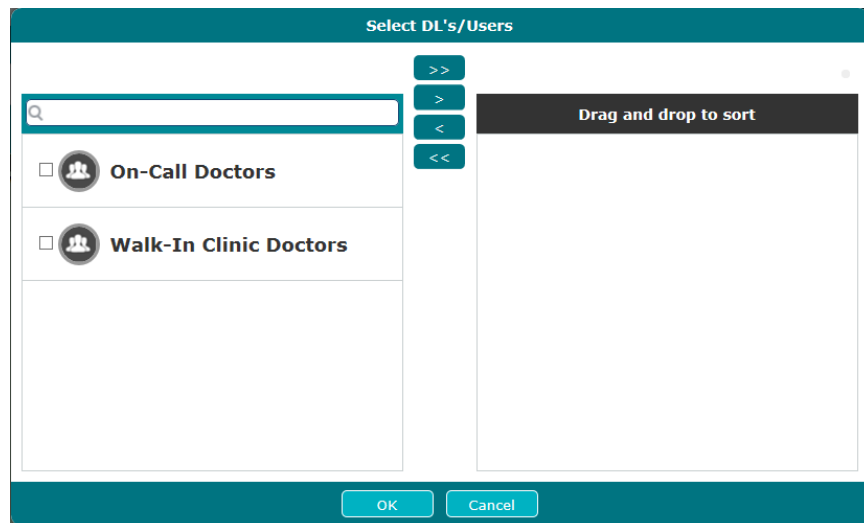 Select DL's/Users
>>
>
<
<<
Drag and drop to sort
On-Call Doctors
Walk-In Clinic Doctors
OK
Cancel